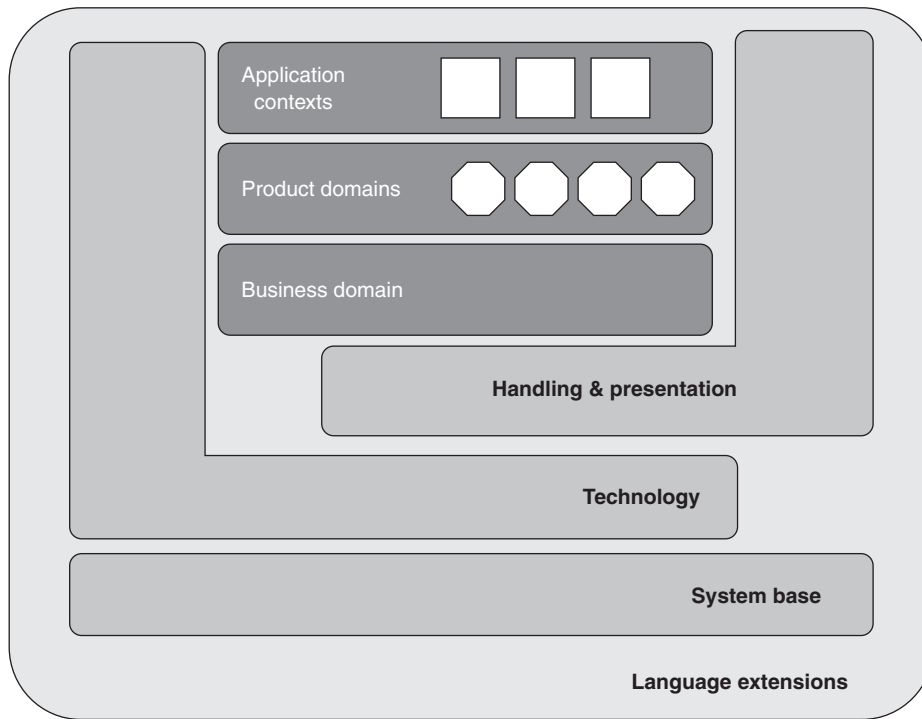 Application
contexts
Product domains
Business domain
Handling & presentation
Technology
System base
Language extensions